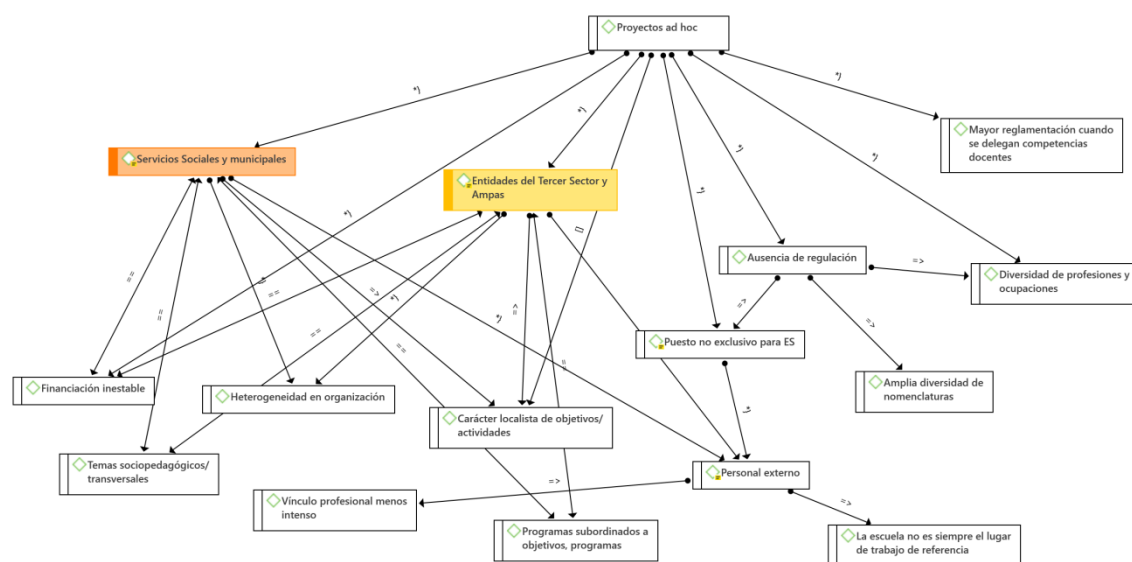 Proyectos ad hoc
*}
*}
*}
*}
*}
*}
*}
[]
Mayor reglamentación cuando
se delegan competencias
docentes
Servicios Sociales y municipales
Entidades del Tercer Sector y
Ampas
Ausencia de regulación
=>
Diversidad de profesiones y
ocupaciones
==
==
*}
==
=>
*}
=>
==
==
*}
==
=>
=>
Puesto no exclusivo para ES
Financiación inestable
Heterogeneidad en organización
Amplia diversidad de
nomenclaturas
Carácter localista de objetivos/
actividades
*}
Temas sociopedagógicos/
transversales
Personal externo
=>
=>
Vínculo profesional menos
intenso
Programas subordinados a
objetivos, programas
La escuela no es siempre el lugar
de trabajo de referencia